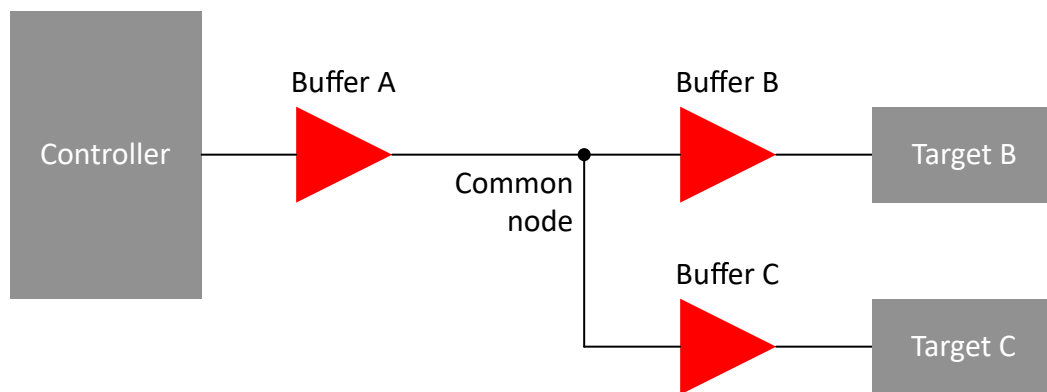 Buffer A
Buffer B
Controller
Target B
Common
node
Buffer C
Target C